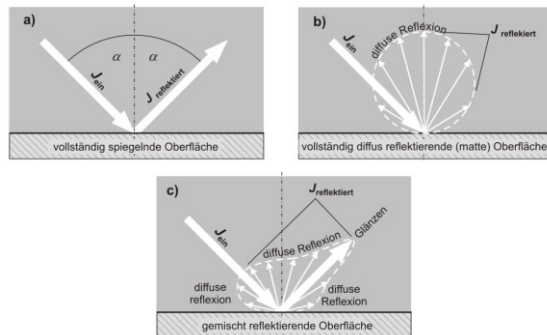 a)
α α
J ein
J reflektiert
vollständig spiegelnde Oberfläche
b)
diffuse Reflexion
J ein
J reflekiert
vollständig diffus reflektierende (matte) Oberfläche
c)
J reflektiert
J ein
diffuse Reflexion
Glänzen
diffuse
reflexion
diffuse
Reflexion
gemischt reflektierende Oberfläche